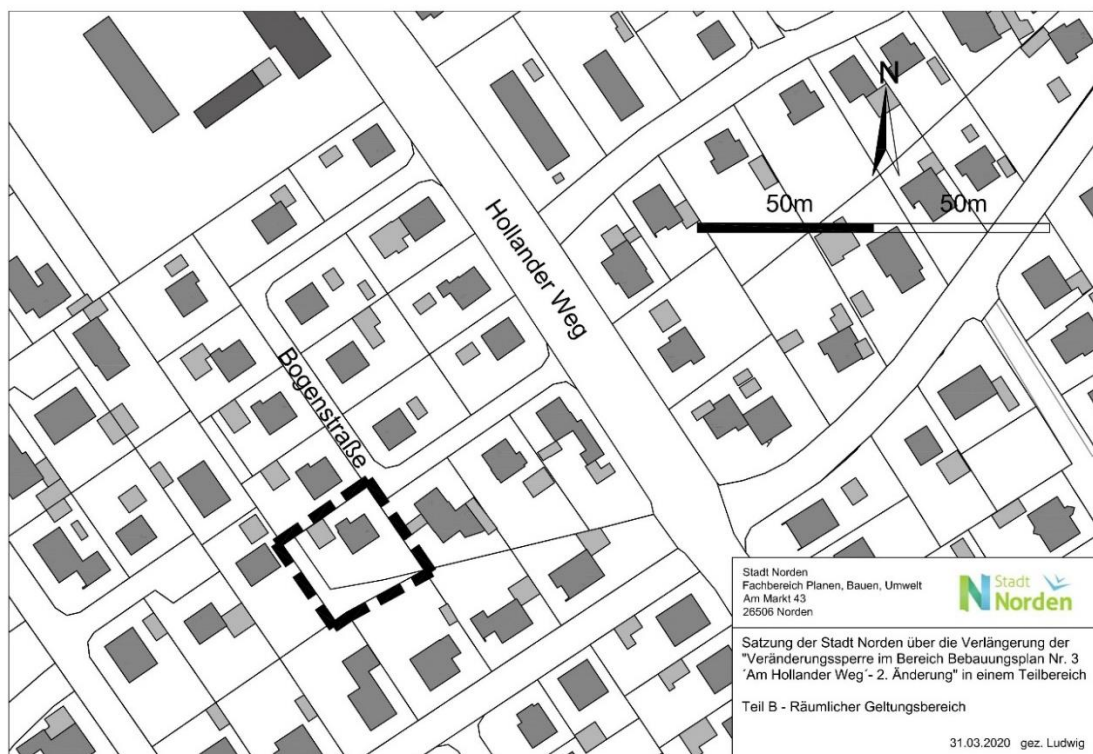 N
50m 50m
Hollander Weg
Bogenstraße
Stadt Norden
Fachbereich Planen, Bauen, Umwelt
Am Markt 43
26506 Norden
N Stadt
Norden
Satzung der Stadt Norden über die Verlängerung der
"Veränderungssperre im Bereich Bebauungsplan Nr. 3
´Am Hollander Weg´- 2. Änderung" in einem Teilbereich
Teil B - Räumlicher Geltungsbereich
31.03.2020 gez. Ludwig